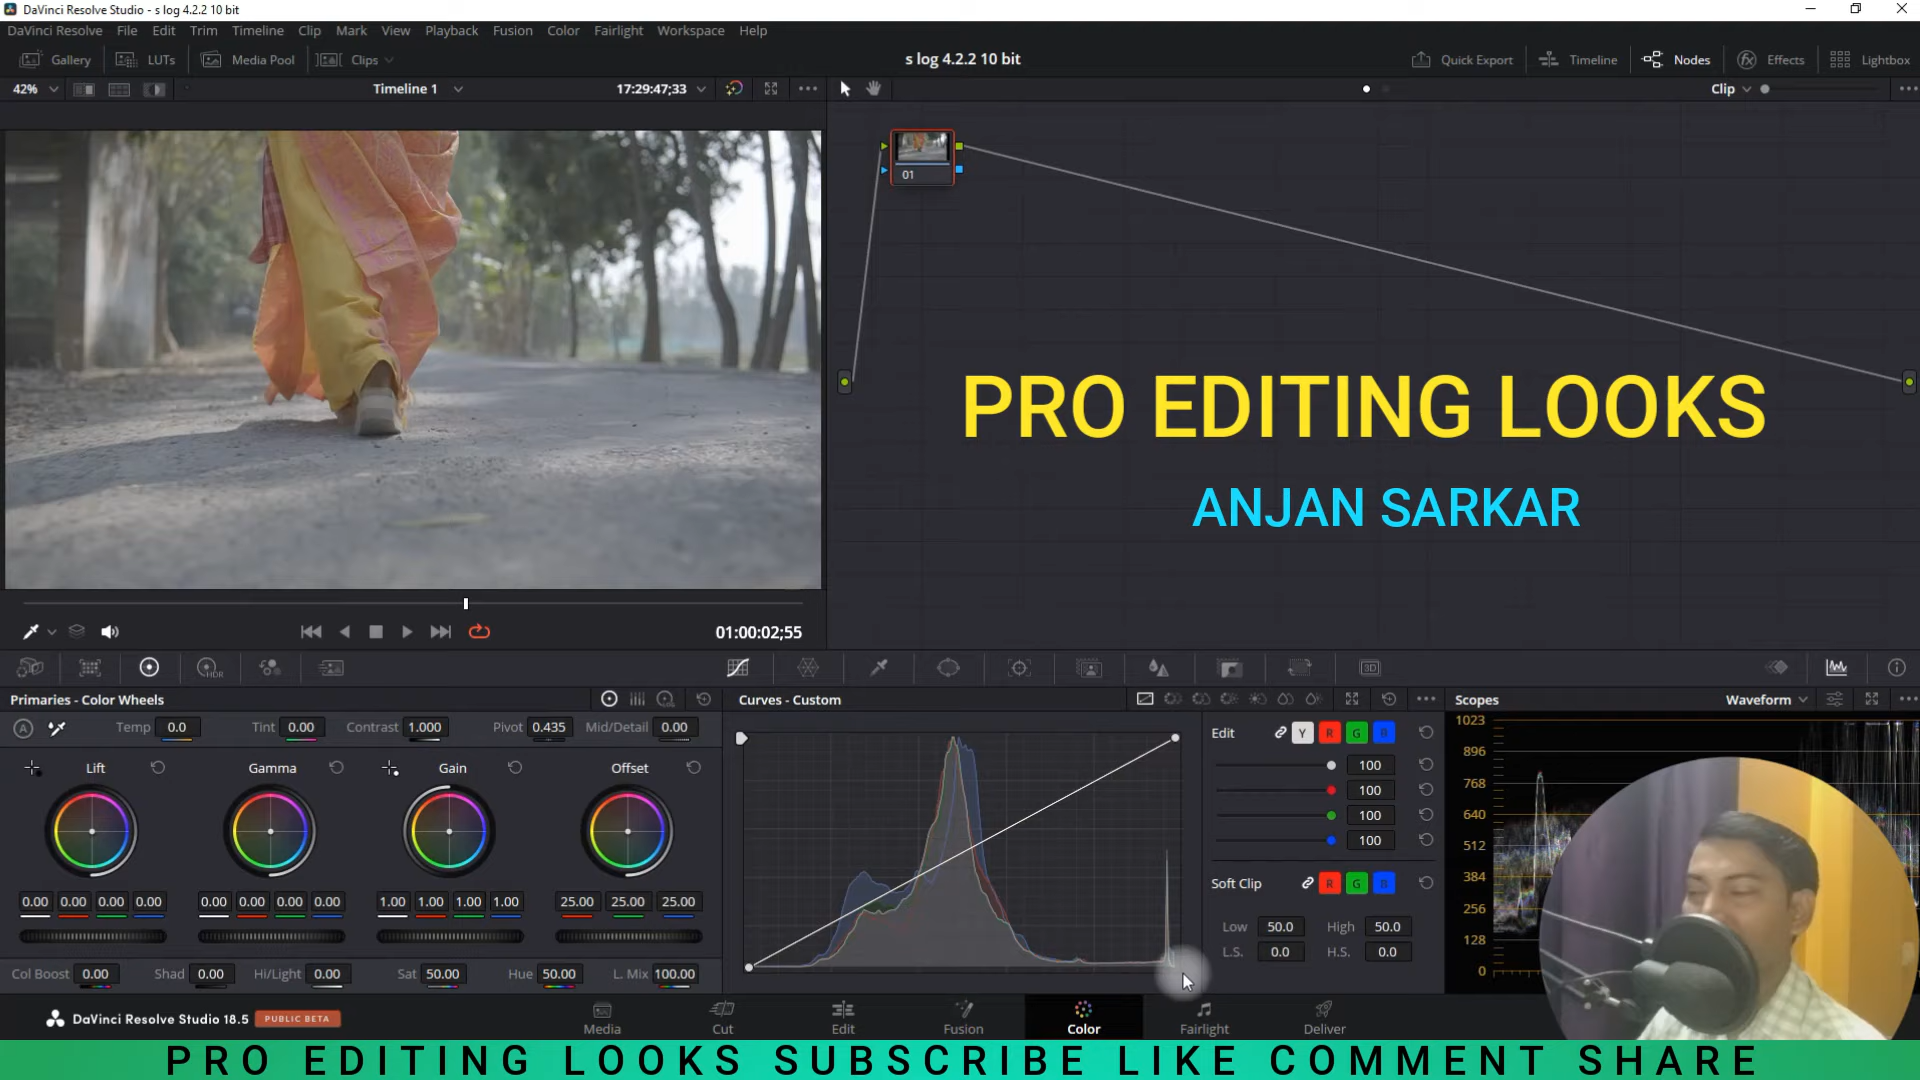 DaVinci Resolve Studio - s log 4.2.2 10 bit
DaVinci Resolve File Edit Trim Timeline Clip Mark View Playback Fusion Color Fairlight Workspace Help
Gallery LUTs Media Pool Clips s log 4.2.2 10 bit Quick Export Timeline Nodes Effects Lightbox
42% Timeline 1 17:29:47;33 Clip
01
PRO EDITING LOOKS
ANJAN SARKAR
01:00:02;55
HDR 3D
Primaries - Color Wheels Curves - Custom Scopes Waveform
A Temp 0.0 Tint 0.00 Contrast 1.000 Pivot 0.435 Mid/Detail 0.00
Lift Gamma Gain Offset
0.00 0.00 0.00 0.00 0.00 0.00 0.00 0.00 1.00 1.00 1.00 1.00 25.00 25.00 25.00
Col Boost 0.00 Shad 0.00 Hi/Light 0.00 Sat 50.00 Hue 50.00 L. Mix 100.00
Edit Y R G B
100
100
100
100
Soft Clip R G B
Low 50.0 High 50.0
L.S. 0.0 H.S. 0.0
1023
896
768
640
512
384
256
128
0
DaVinci Resolve Studio 18.5 PUBLIC BETA
Media Cut Edit Fusion Color Fairlight Deliver
PRO EDITING LOOKS SUBSCRIBE LIKE COMMENT SHARE